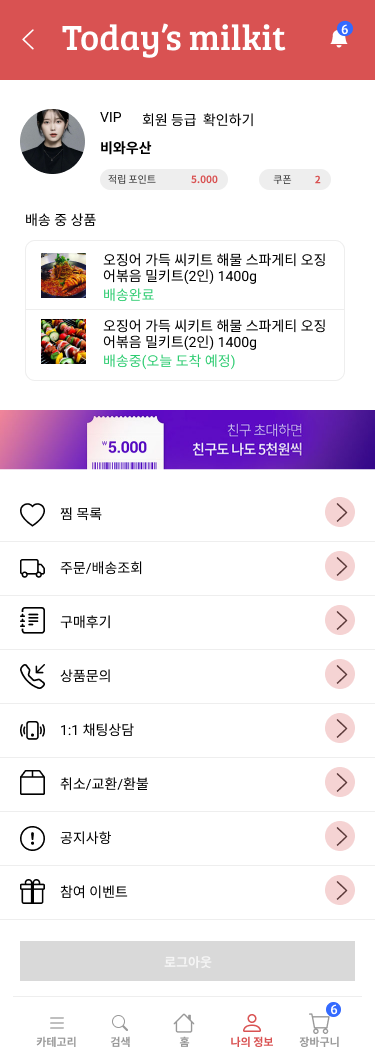 Today's milkit
6
VIP 회원 등급 확인하기
비와우산
적립 포인트 5.000 쿠폰 2
배송 중 상품
오징어 가득 씨키트 해물 스파게티 오징
어볶음 밀키트(2인) 1400g
배송완료
오징어 가득 씨키트 해물 스파게티 오징
어볶음 밀키트(2인) 1400g
배송중(오늘 도착 예정)
₩5.000
친구 초대하면
친구도 나도 5천원씩
찜 목록
주문/배송조회
구매후기
상품문의
1:1 채팅상담
취소/교환/환불
공지사항
참여 이벤트
로그아웃
6
카테고리 검색 홈 나의 정보 장바구니